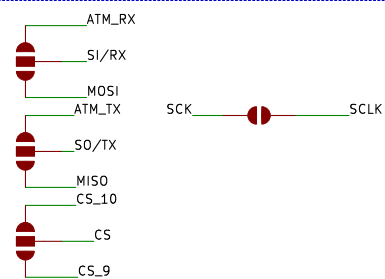 ATM_RX
SI/RX
MOSI
ATM_TX
SCK
SCLK
SO/TX
MISO
CS_10
CS
CS_9